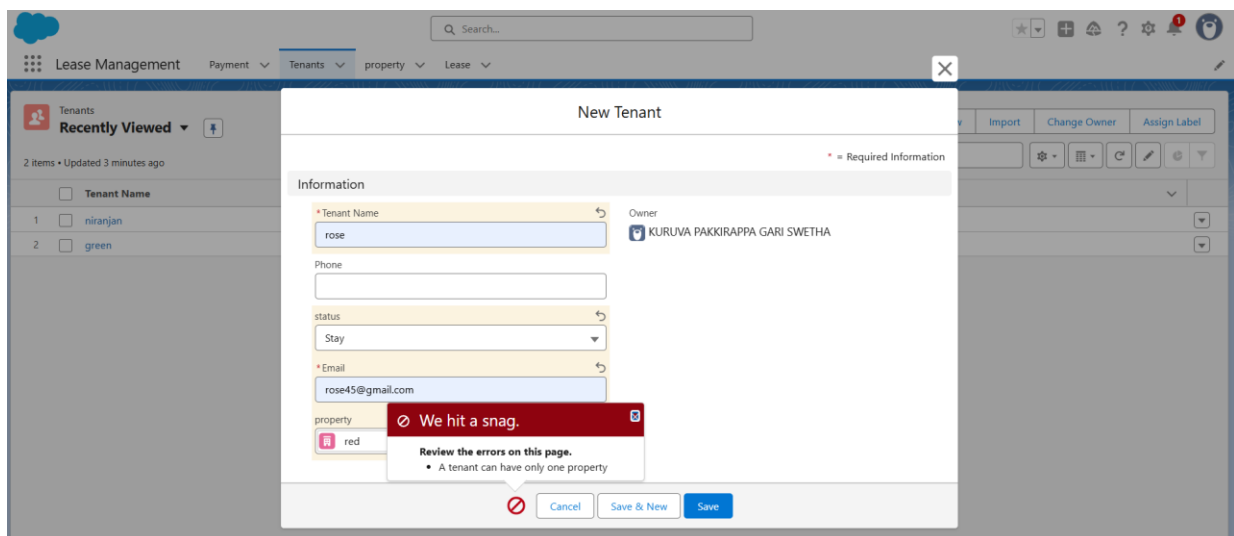 Search...
1
Lease Management Payment Tenants property Lease
New Tenant
Tenants
Recently Viewed
Import Change Owner Assign Label
2 items • Updated 3 minutes ago
* = Required Information
Information
Tenant Name
1 niranjan
2 green
* Tenant Name
rose
Owner
KURUVA PAKKIRAPPA GARI SWETHA
Phone
status
Stay
* Email
rose45@gmail.com
property
red
We hit a snag.
Review the errors on this page.
• A tenant can have only one property
Cancel Save & New Save